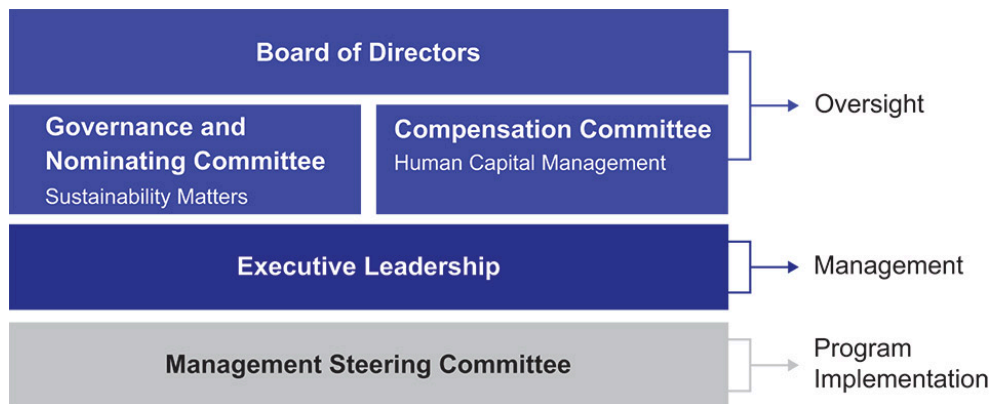 Board of Directors
Governance and
Nominating Committee
Sustainability Matters
Compensation Committee
Human Capital Management
Oversight
Executive Leadership
Management
Management Steering Committee
Program
Implementation